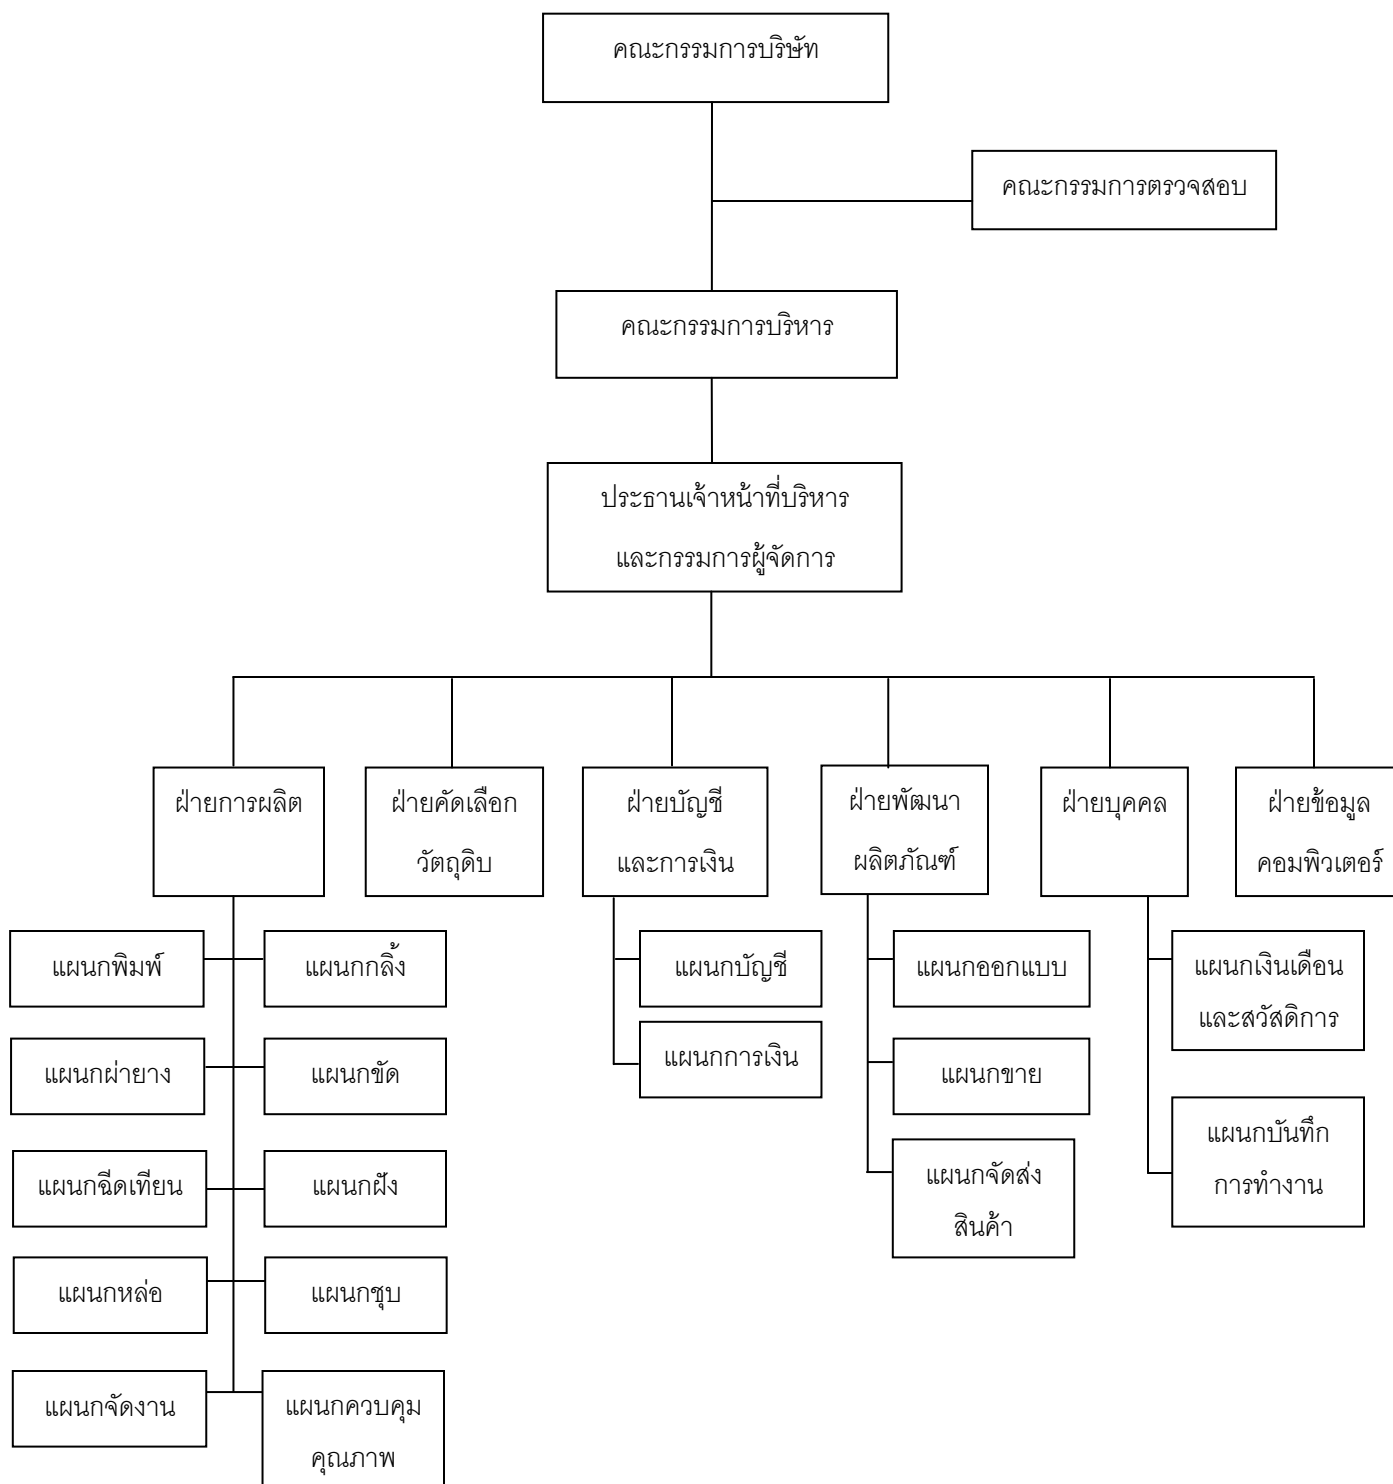 คณะกรรมการบริษัท
คณะกรรมการตรวจสอบ
คณะกรรมการบริหาร
ประธานเจ้าหน้าที่บริหาร
และกรรมการผู้จัดการ
ฝ่ายการผลิต
ฝ่ายคัดเลือก
วัตถุดิบ
ฝ่ายบัญชี
และการเงิน
ฝ่ายพัฒนา
ผลิตภัณฑ์
ฝ่ายบุคคล
ฝ่ายข้อมูล
คอมพิวเตอร์
แผนกพิมพ์
แผนกกลิ้ง
แผนกผ่ายาง
แผนกขัด
แผนกฉีดเทียน
แผนกฝัง
แผนกหล่อ
แผนกชุบ
แผนกจัดงาน
แผนกควบคุม
คุณภาพ
แผนกบัญชี
แผนกการเงิน
แผนกออกแบบ
แผนกขาย
แผนกจัดส่ง
สินค้า
แผนกเงินเดือน
และสวัสดิการ
แผนกบันทึก
การทำงาน